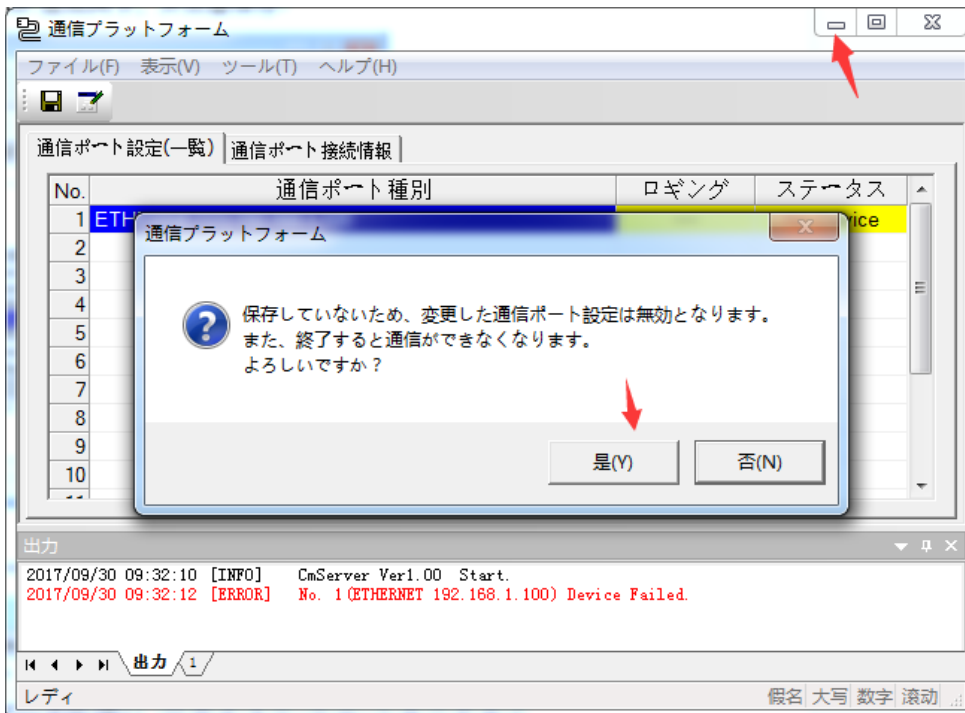 通信プラットフォーム
ファイル(F) 表示(V) ツール(T) ヘルプ(H)
通信ポート設定(一覧) 通信ポート接続情報
No. 通信ポート種別 ロギング ステータス
1 ETH vice
2
3
4
5
6
7
8
9
10
通信プラットフォーム
保存していないため、変更した通信ポート設定は無効となります。
また、終了すると通信ができなくなります。
よろしいですか？
是(Y) 否(N)
出力
2017/09/30 09:32:10 [INFO] CmServer Ver1.00 Start.
2017/09/30 09:32:12 [ERROR] No. 1(ETHERNET 192.168.1.100) Device Failed.
出力 1
レディ 假名 大写 数字 滚动